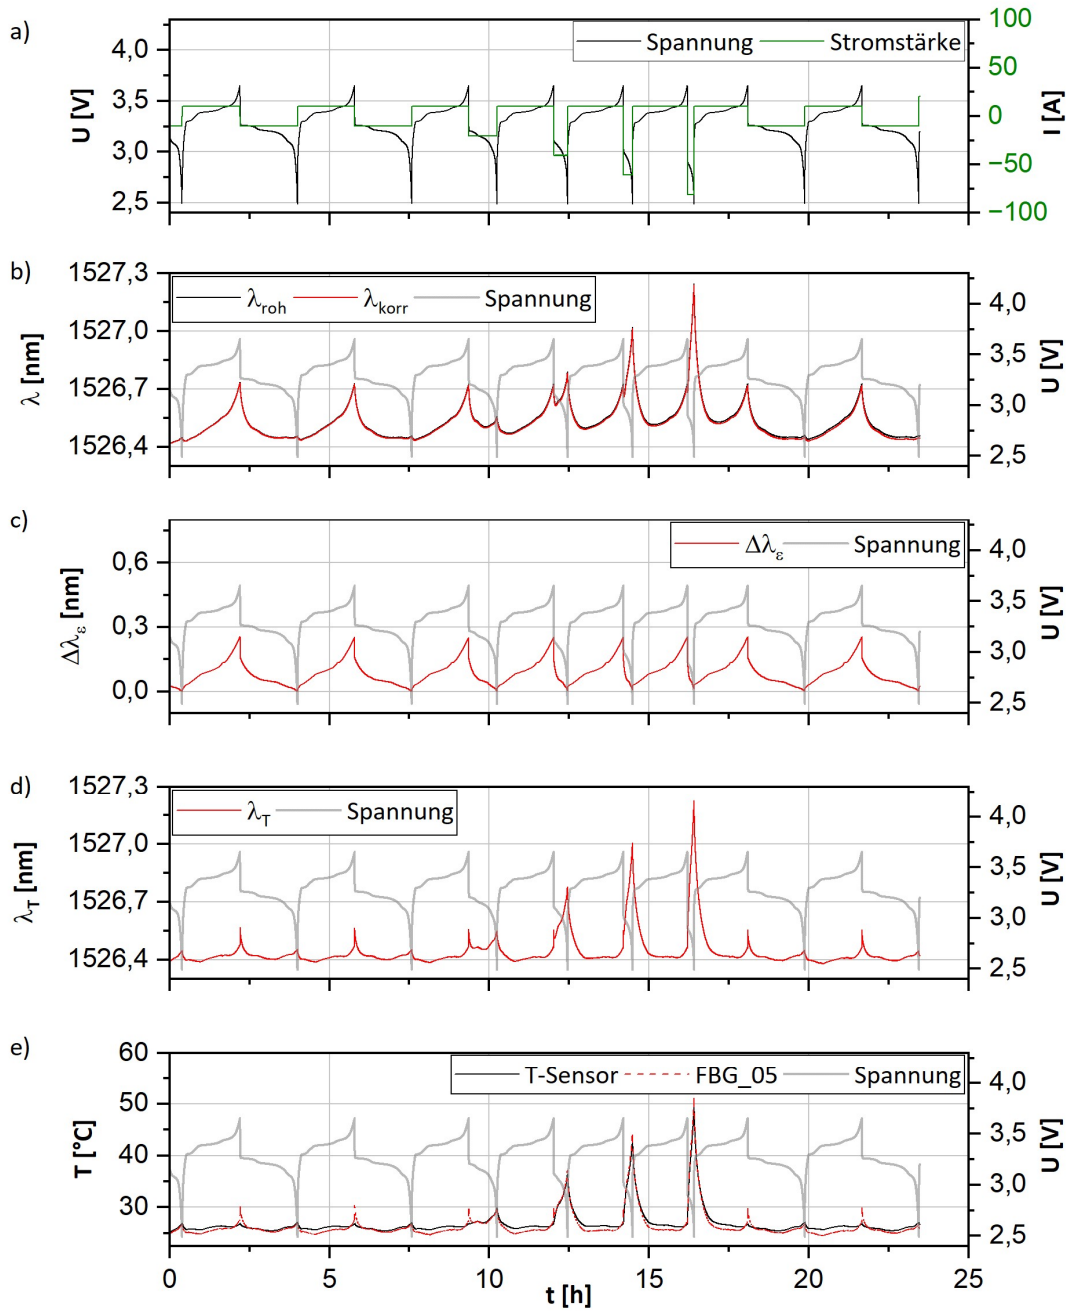 a)
4,0
3,5
3,0
2,5
U [V]
Spannung Stromstärke
100
50
0
−50
−100
I [A]
b)
1527,3
1527,0
1526,7
1526,4
λ [nm]
λroh λkorr Spannung
4,0
3,5
3,0
2,5
U [V]
c)
0,6
0,3
0,0
Δλε [nm]
Δλε Spannung
4,0
3,5
3,0
2,5
U [V]
d)
1527,3
1527,0
1526,7
1526,4
λT [nm]
λT Spannung
4,0
3,5
3,0
2,5
U [V]
e)
60
50
40
30
T [°C]
T-Sensor FBG_05 Spannung
4,0
3,5
3,0
2,5
U [V]
0 5 10 15 20 25
t [h]